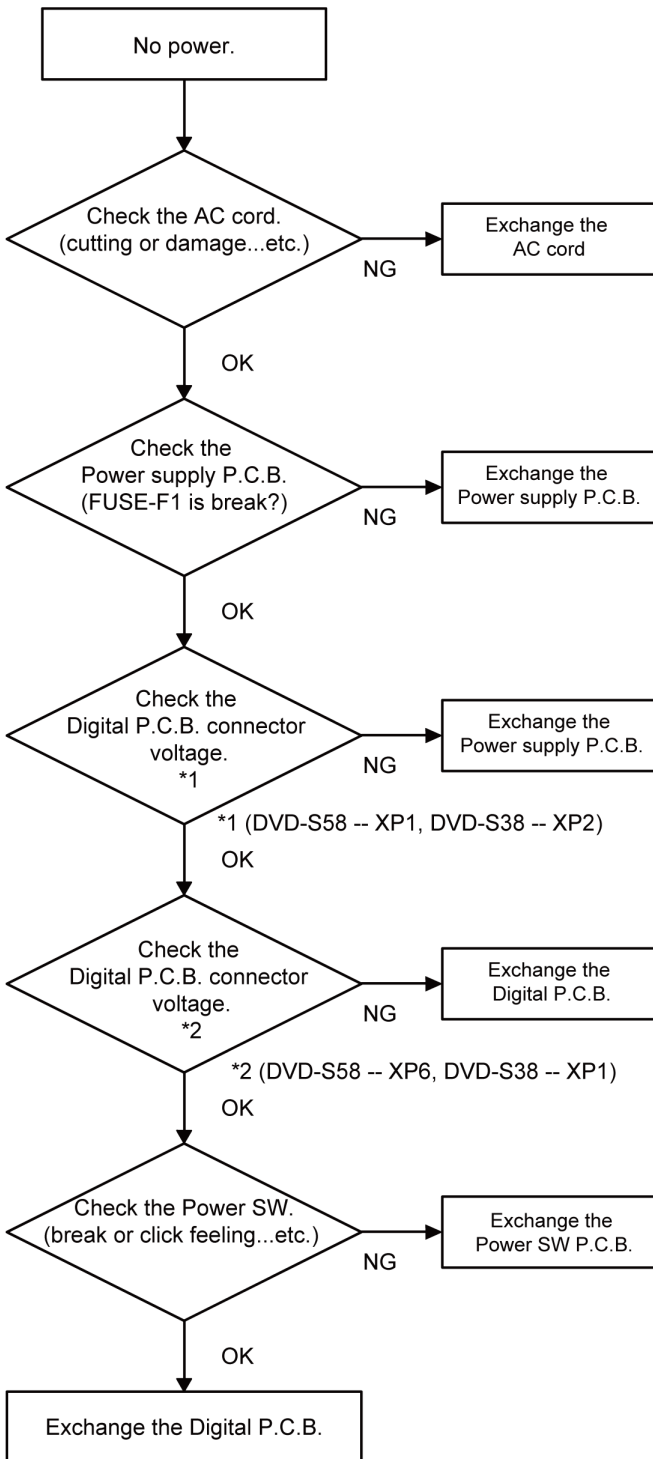 No power.
Check the AC cord.
(cutting or damage...etc.)
NG
Exchange the
AC cord
OK
Check the
Power supply P.C.B.
(FUSE-F1 is break?)
NG
Exchange the
Power supply P.C.B.
OK
Check the
Digital P.C.B. connector
voltage.
*1
NG
Exchange the
Power supply P.C.B.
*1 (DVD-S58 -- XP1, DVD-S38 -- XP2)
OK
Check the
Digital P.C.B. connector
voltage.
*2
NG
Exchange the
Digital P.C.B.
*2 (DVD-S58 -- XP6, DVD-S38 -- XP1)
OK
Check the Power SW.
(break or click feeling...etc.)
NG
Exchange the
Power SW P.C.B.
OK
Exchange the Digital P.C.B.